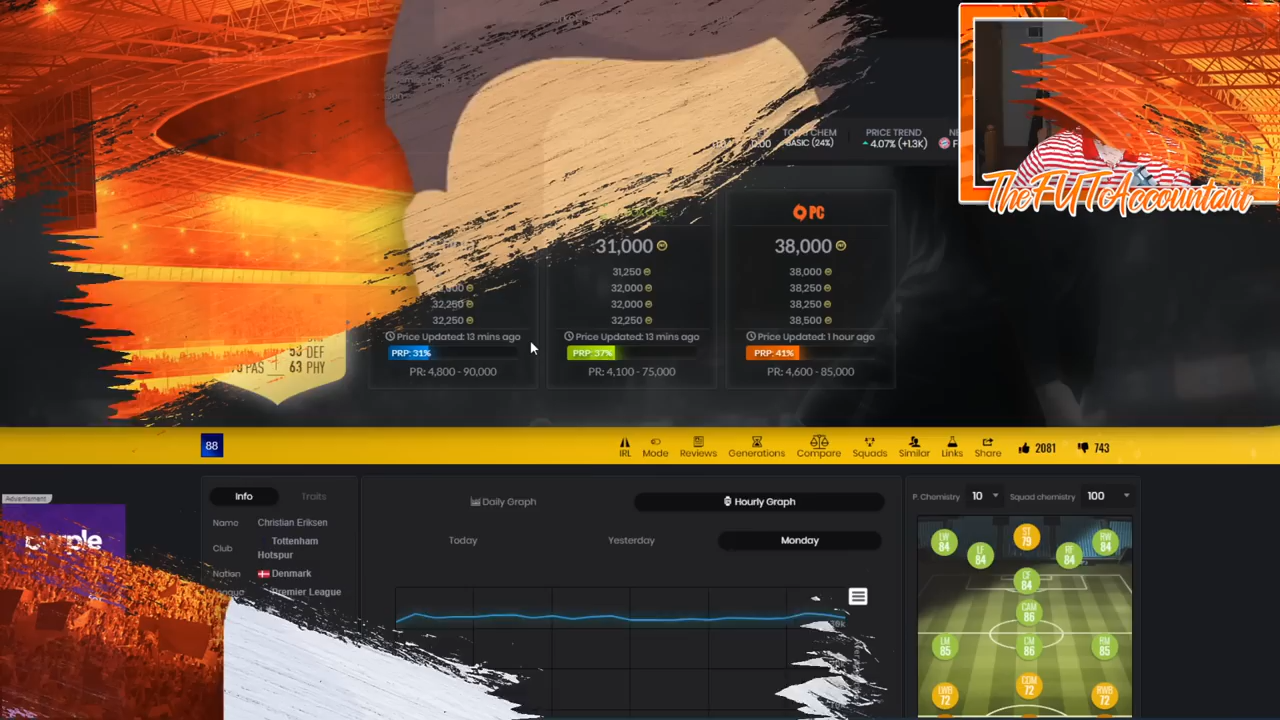 CHEM
BASIC (24%)
PRICE TREND
4.07% (+1.3K)
TheFUTAccountant
PC
31,000
38,000
31,250
38,000
32,000
38,250
32,250
32,000
38,250
32,250
32,250
38,500
Price Updated: 13 mins ago
Price Updated: 13 mins ago
Price Updated: 1 hour ago
PRP: 31%
PRP: 37%
PRP: 41%
PR: 4,800 - 90,000
PR: 4,100 - 75,000
PR: 4,600 - 85,000
53 DEF
PAS
63 PHY
88
IRL
Mode
Reviews
Generations
Compare
Squads
Similar
Links
Share
2081
743
Advertisement
purple
Info
Traits
Name
Christian Eriksen
Club
Tottenham
Hotspur
Nation
Denmark
Premier League
Daily Graph
Hourly Graph
Today
Yesterday
Monday
P. Chemistry
10
Squad chemistry
100
LW
84
LF
84
ST
79
RF
84
RW
84
CF
84
CAM
86
LM
85
CM
86
RM
85
LWB
72
CDM
72
RWB
72